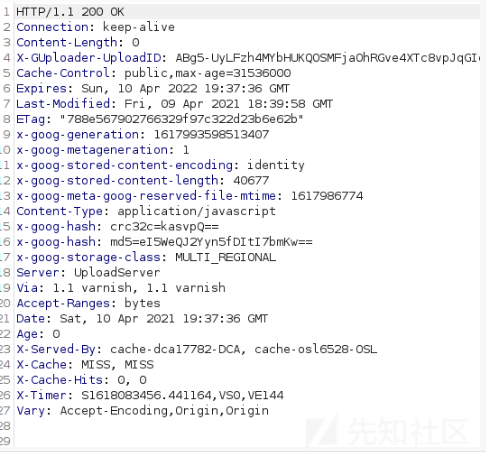 1 HTTP/1.1 200 OK
2 Connection: keep-alive
3 Content-Length: 0
4 X-GUploader-UploadID: ABg5-UyLFzh4MYbHUKQOSMFjaOhRGve4XTc8vpJqGI
5 Cache-Control: public,max-age=31536000
6 Expires: Sun, 10 Apr 2022 19:37:36 GMT
7 Last-Modified: Fri, 09 Apr 2021 18:39:58 GMT
8 ETag: "788e567902766329f97c322d23b6e62b"
9 x-goog-generation: 1617993598513407
10 x-goog-metageneration: 1
11 x-goog-stored-content-encoding: identity
12 x-goog-stored-content-length: 40677
13 x-goog-meta-goog-reserved-file-mtime: 1617986774
14 Content-Type: application/javascript
15 x-goog-hash: crc32c=kasvpQ==
16 x-goog-hash: md5=eI5WeQJ2Yyn5fDItI7bmKw==
17 x-goog-storage-class: MULTI_REGIONAL
18 Server: UploadServer
19 Via: 1.1 varnish, 1.1 varnish
20 Accept-Ranges: bytes
21 Date: Sat, 10 Apr 2021 19:37:36 GMT
22 Age: 0
23 X-Served-By: cache-dca17782-DCA, cache-osl6528-OSL
24 X-Cache: MISS, MISS
25 X-Cache-Hits: 0, 0
26 X-Timer: S1618083456.441164,VS0,VE144
27 Vary: Accept-Encoding,Origin,Origin
28
29
先知社区